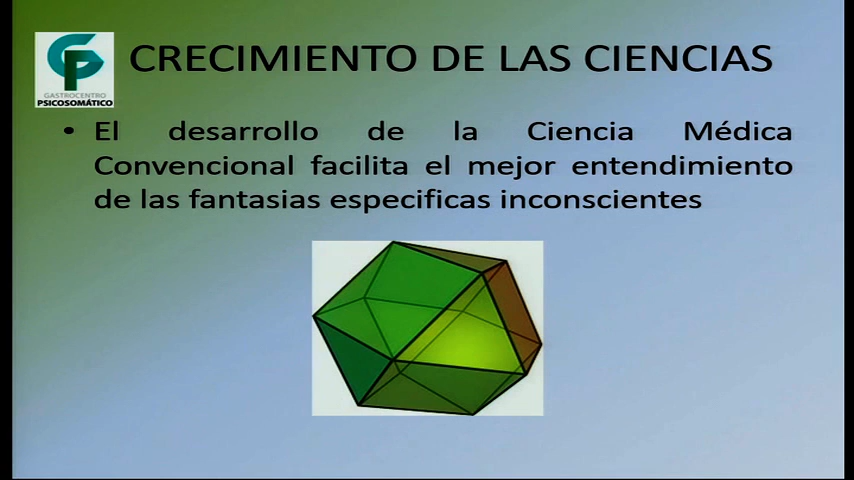 CRECIMIENTO DE LAS CIENCIAS
GASTROCENTRO
PSICOSOMÁTICO
• El desarrollo de la Ciencia Médica
Convencional facilita el mejor entendimiento
de las fantasias especificas inconscientes